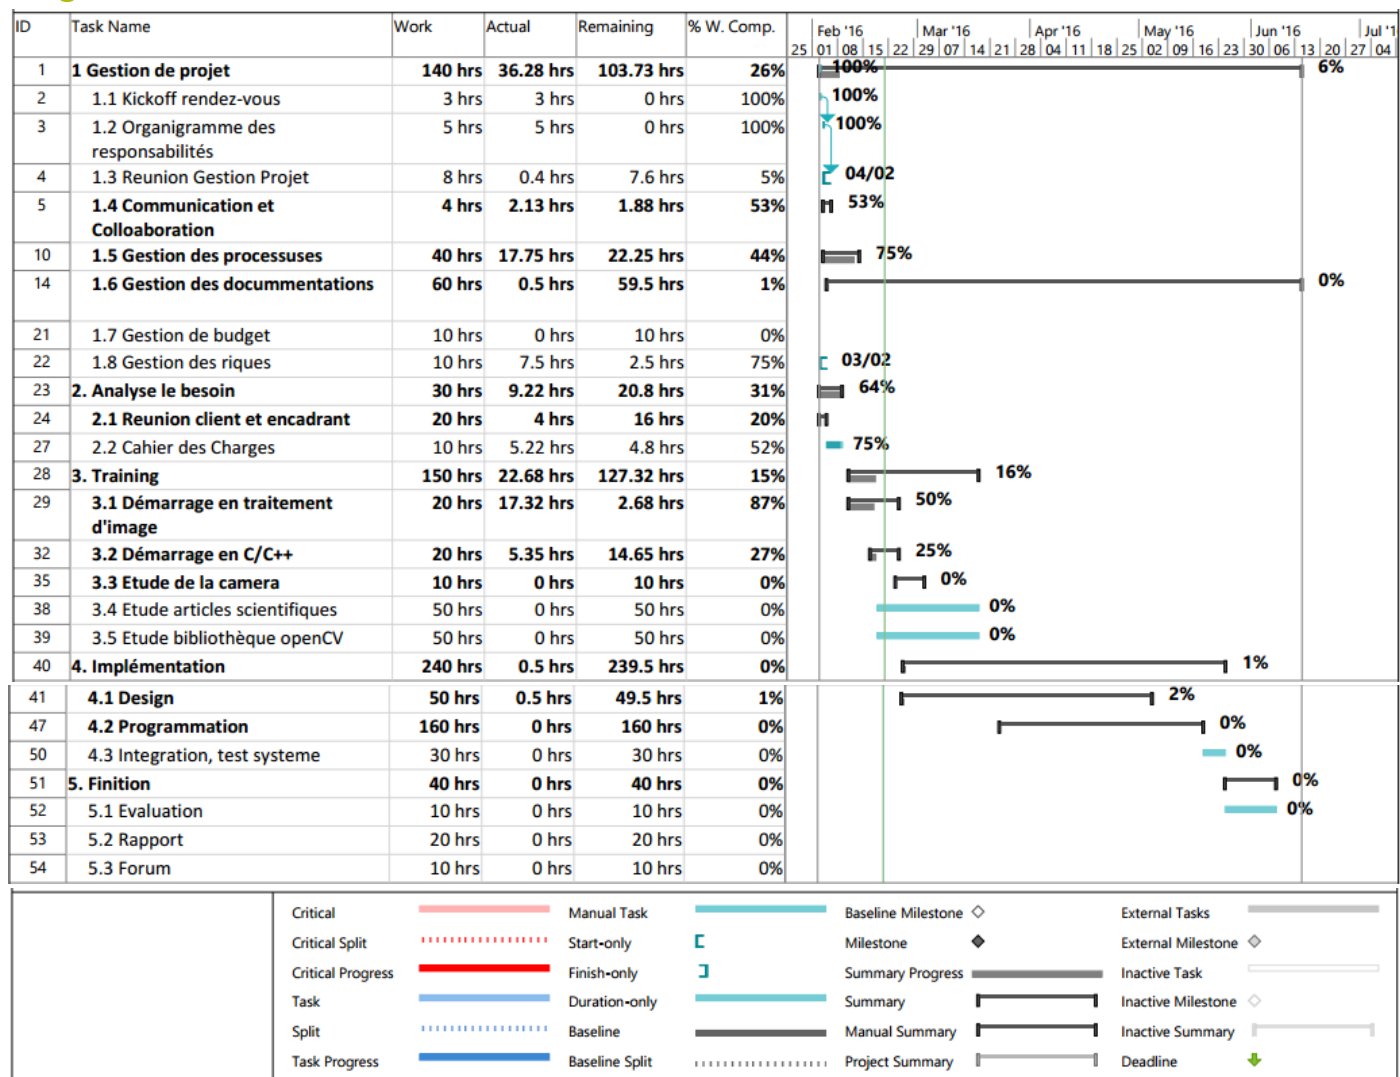 ID Task Name Work Actual Remaining % W. Comp. Feb '16 Mar '16 Apr '16 May '16 Jun '16 Jul '1
25 01 08 15 22 29 07 14 21 28 04 11 18 25 02 09 16 23 30 06 13 20 27 04
1 1 Gestion de projet 140 hrs 36.28 hrs 103.73 hrs 26% 100% 6%
2 1.1 Kickoff rendez-vous 3 hrs 3 hrs 0 hrs 100% 100%
3 1.2 Organigramme des 5 hrs 5 hrs 0 hrs 100% 100%
responsabilités
4 1.3 Reunion Gestion Projet 8 hrs 0.4 hrs 7.6 hrs 5% 04/02
5 1.4 Communication et 4 hrs 2.13 hrs 1.88 hrs 53% 53%
Colloaboration
10 1.5 Gestion des processuses 40 hrs 17.75 hrs 22.25 hrs 44% 75%
14 1.6 Gestion des docummentations 60 hrs 0.5 hrs 59.5 hrs 1% 0%
21 1.7 Gestion de budget 10 hrs 0 hrs 10 hrs 0%
22 1.8 Gestion des riques 10 hrs 7.5 hrs 2.5 hrs 75% 03/02
23 2. Analyse le besoin 30 hrs 9.22 hrs 20.8 hrs 31% 64%
24 2.1 Reunion client et encadrant 20 hrs 4 hrs 16 hrs 20%
27 2.2 Cahier des Charges 10 hrs 5.22 hrs 4.8 hrs 52% 75%
28 3. Training 150 hrs 22.68 hrs 127.32 hrs 15% 16%
29 3.1 Démarrage en traitement 20 hrs 17.32 hrs 2.68 hrs 87% 50%
d'image
32 3.2 Démarrage en C/C++ 20 hrs 5.35 hrs 14.65 hrs 27% 25%
35 3.3 Etude de la camera 10 hrs 0 hrs 10 hrs 0% 0%
38 3.4 Etude articles scientifiques 50 hrs 0 hrs 50 hrs 0% 0%
39 3.5 Etude bibliothèque openCV 50 hrs 0 hrs 50 hrs 0% 0%
40 4. Implémentation 240 hrs 0.5 hrs 239.5 hrs 0% 1%
41 4.1 Design 50 hrs 0.5 hrs 49.5 hrs 1% 2%
47 4.2 Programmation 160 hrs 0 hrs 160 hrs 0% 0%
50 4.3 Integration, test systeme 30 hrs 0 hrs 30 hrs 0% 0%
51 5. Finition 40 hrs 0 hrs 40 hrs 0% 0%
52 5.1 Evaluation 10 hrs 0 hrs 10 hrs 0% 0%
53 5.2 Rapport 20 hrs 0 hrs 20 hrs 0%
54 5.3 Forum 10 hrs 0 hrs 10 hrs 0%
Critical Manual Task Baseline Milestone External Tasks
Critical Split Start-only Milestone External Milestone
Critical Progress Finish-only Summary Progress Inactive Task
Task Duration-only Summary Inactive Milestone
Split Baseline Manual Summary Inactive Summary
Task Progress Baseline Split Project Summary Deadline